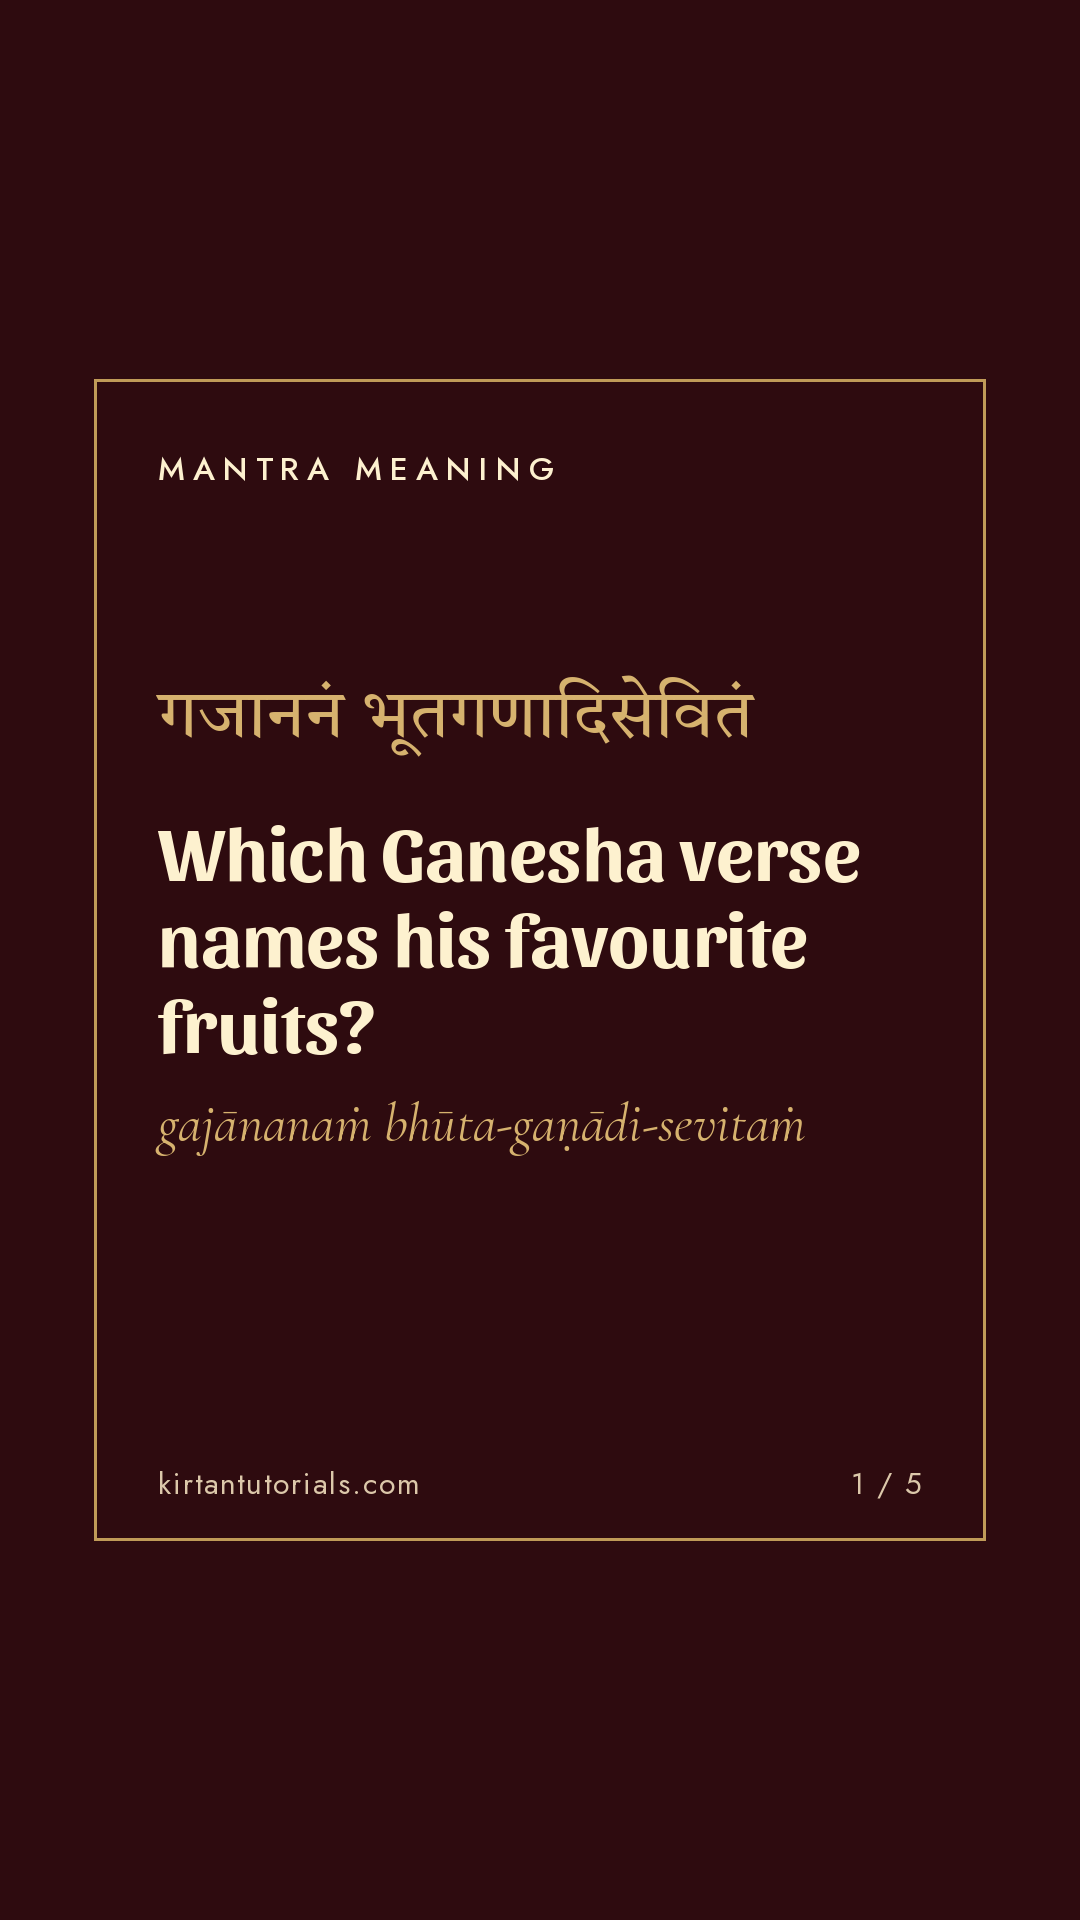 MANTRA MEANING
गजाननं भूतगणादिसेवितं
Which Ganesha verse
names his favourite
fruits?
gajānanaṁ bhūta-gaṇādi-sevitaṁ
kirtantutorials.com
1 / 5